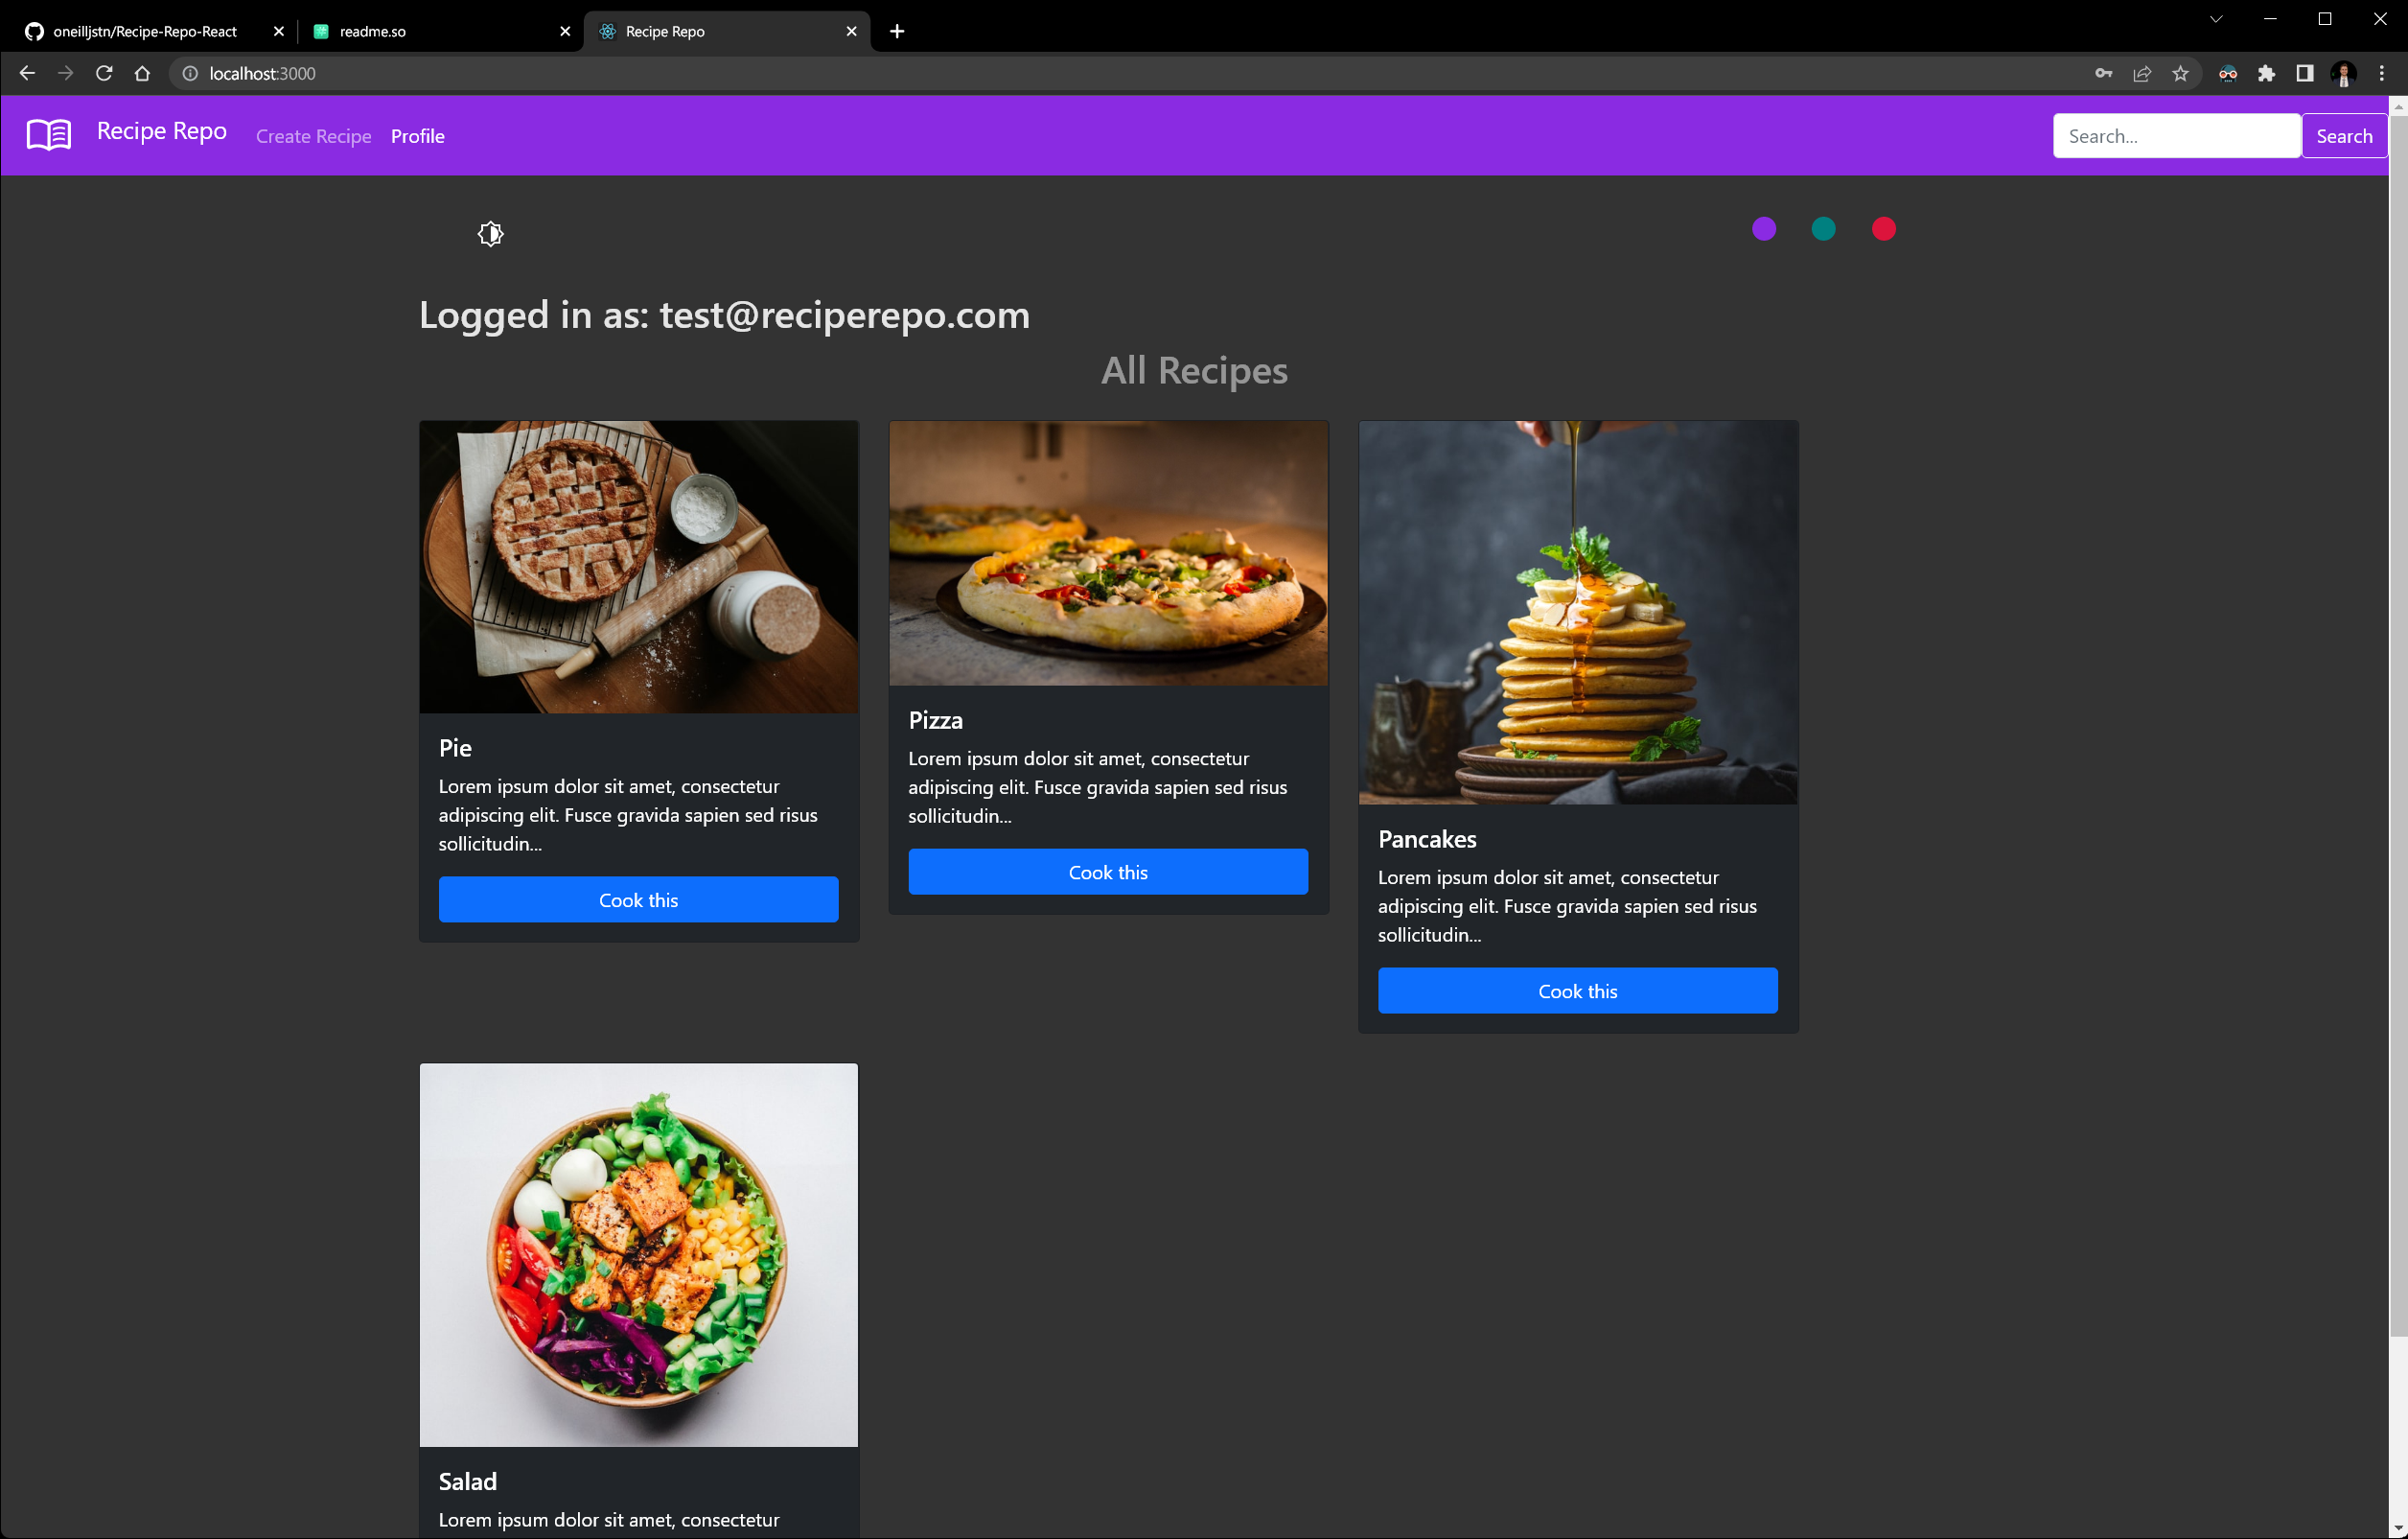 oneilljstn/Recipe-Repo-React
readme.so
Recipe Repo
localhost:3000
Recipe Repo
Create Recipe
Profile
Search...
Search
Logged in as: test@reciperepo.com
All Recipes
Pie
Lorem ipsum dolor sit amet, consectetur
adipiscing elit. Fusce gravida sapien sed risus
sollicitudin...
Cook this
Pizza
Lorem ipsum dolor sit amet, consectetur
adipiscing elit. Fusce gravida sapien sed risus
sollicitudin...
Cook this
Pancakes
Lorem ipsum dolor sit amet, consectetur
adipiscing elit. Fusce gravida sapien sed risus
sollicitudin...
Cook this
Salad
Lorem ipsum dolor sit amet, consectetur